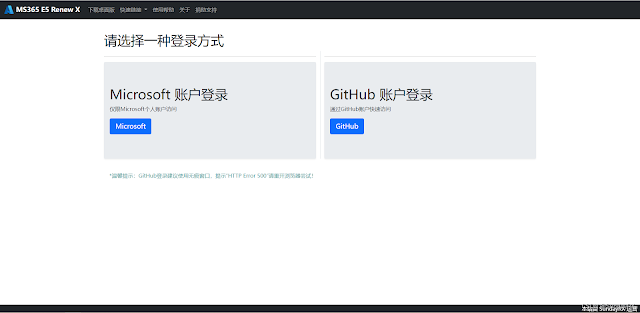 MS365 E5 Renew X 下载桌面版 快速链接 使用帮助 关于 捐助支持
请选择一种登录方式
Microsoft 账户登录
仅限Microsoft个人账户访问
Microsoft
GitHub 账户登录
通过GitHub账户快速访问
GitHub
*温馨提示：GitHub登录建议使用无痕窗口，提示"HTTP Error 500"请重开浏览器尝试!
本站由 SundayRX 运营